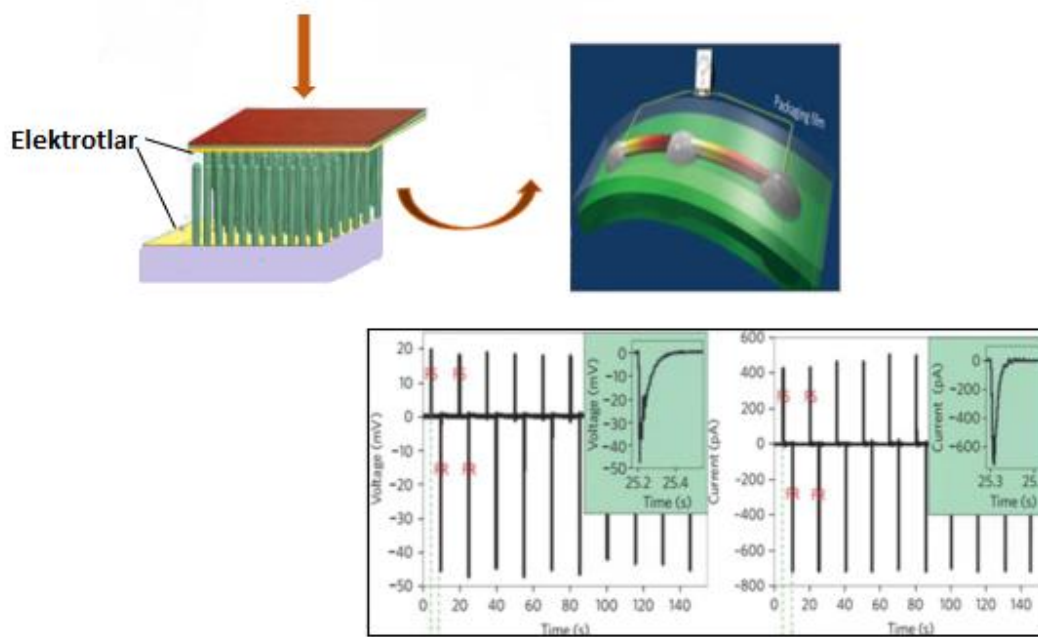 Elektrotlar
Packaging film
Voltage (mV)
20
10
0
−10
−20
−30
−40
−50
FS FS
FR FR
0 20 40 60 80 100 120 140
Time (s)
Voltage (mV)
0
−10
−20
−30
−40
−50
25.2 25.4
Time (s)
Current (pA)
600
400
200
0
−200
−400
−600
−800
FS FS
FR FR
0 20 40 60 80 100 120 140
Time (s)
Current (pA)
0
−200
−400
−600
25.3
Time (s)